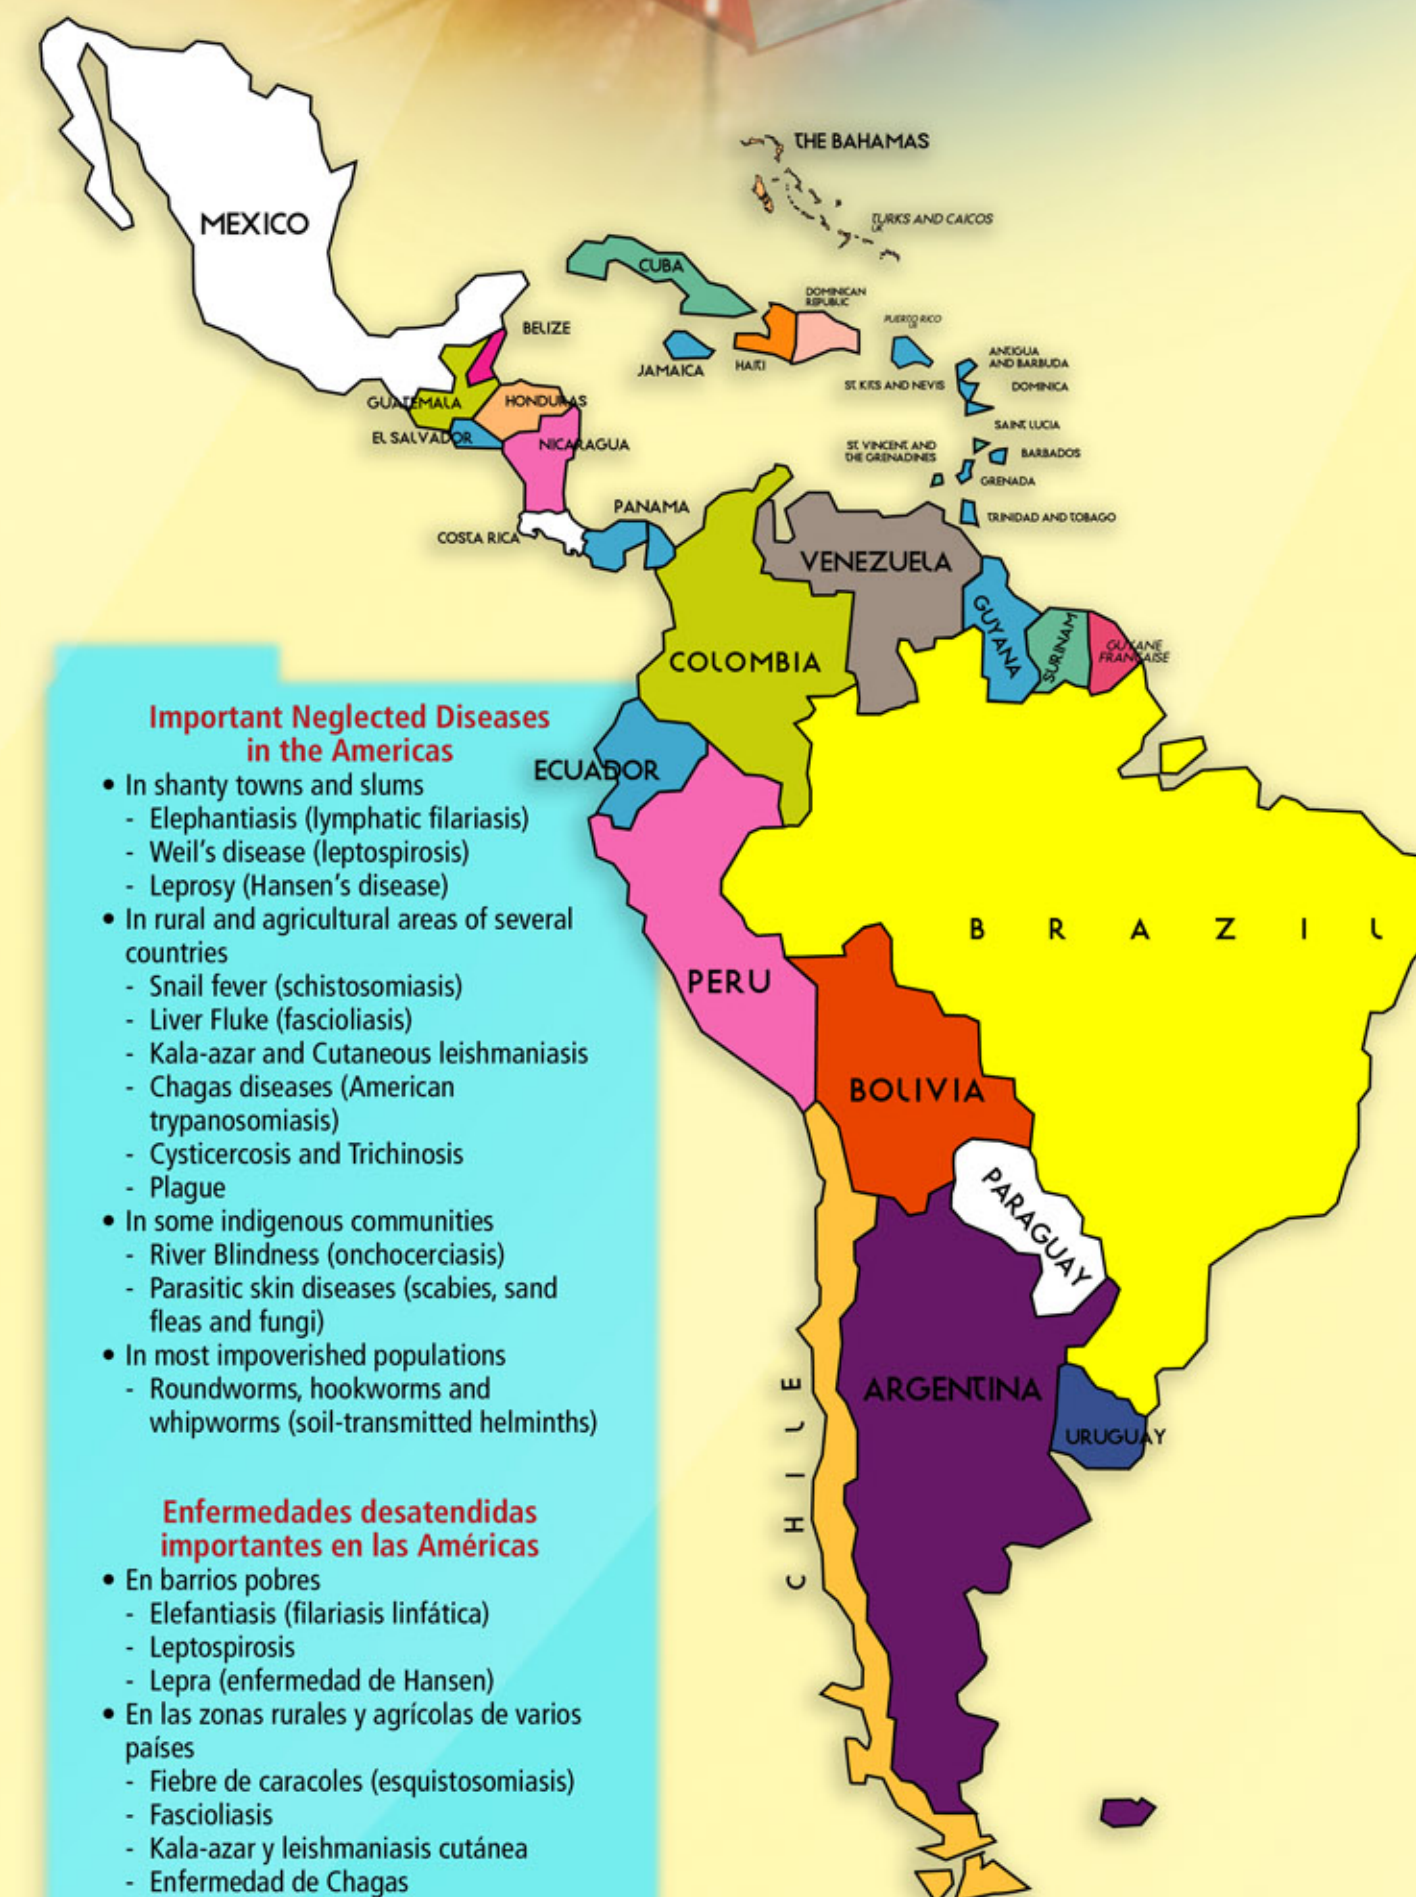 MEXICO
THE BAHAMAS
TURKS AND CAICOS
UK
CUBA
DOMINICAN
REPUBLIC
PUERTO RICO
US
BELIZE
JAMAICA
HAITI
ANTIGUA
AND BARBUDA
ST. KITS AND NEVIS
DOMINICA
GUATEMALA
HONDURAS
SAINT LUCIA
EL SALVADOR
NICARAGUA
ST. VINCENT AND
THE GRENADINES
BARBADOS
GRENADA
PANAMA
TRINIDAD AND TOBAGO
COSTA RICA
VENEZUELA
GUYANA
SURINAM
GUYANE
FRANÇAISE
COLOMBIA
ECUADOR
BRAZIL
PERU
BOLIVIA
PARAGUAY
CHILE
ARGENTINA
URUGUAY
Important Neglected Diseases
in the Americas
• In shanty towns and slums
- Elephantiasis (lymphatic filariasis)
- Weil's disease (leptospirosis)
- Leprosy (Hansen's disease)
• In rural and agricultural areas of several
countries
- Snail fever (schistosomiasis)
- Liver Fluke (fascioliasis)
- Kala-azar and Cutaneous leishmaniasis
- Chagas diseases (American
trypanosomiasis)
- Cysticercosis and Trichinosis
- Plague
• In some indigenous communities
- River Blindness (onchocerciasis)
- Parasitic skin diseases (scabies, sand
fleas and fungi)
• In most impoverished populations
- Roundworms, hookworms and
whipworms (soil-transmitted helminths)
Enfermedades desatendidas
importantes en las Américas
• En barrios pobres
- Elefantiasis (filariasis linfática)
- Leptospirosis
- Lepra (enfermedad de Hansen)
• En las zonas rurales y agrícolas de varios
países
- Fiebre de caracoles (esquistosomiasis)
- Fascioliasis
- Kala-azar y leishmaniasis cutánea
- Enfermedad de Chagas